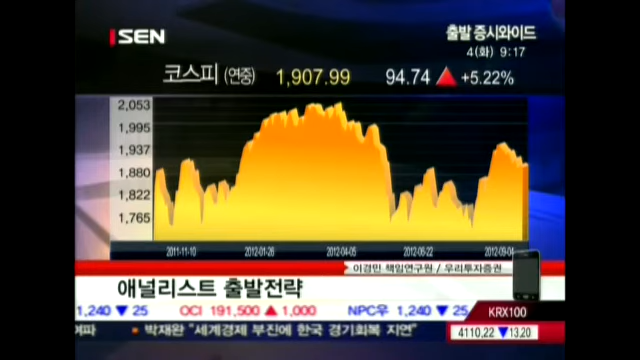 SEN
출발 증시와이드
4(화) 9:17
코스피 (연중) 1,907.99 94.74 ▲ +5.22%
2,053
1,995
1,937
1,880
1,822
1,765
2011-11-10 2012-01-26 2012-04-05 2012-06-22 2012-09-04
이경민 책임연구원 / 우리투자증권
애널리스트 출발전략
1,240 ▼ 25 OCI 191,500 ▲ 1,000 NPC우 1,240 ▼ 25 KRX100
여파 박재완 "세계경제 부진에 한국 경기회복 지연" 4110.22 ▼13.20